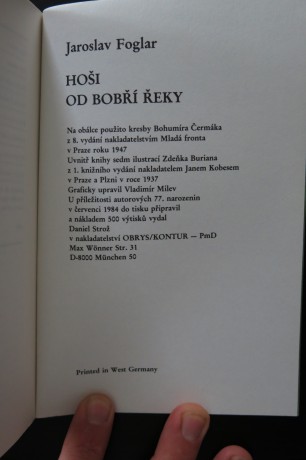 Jaroslav Foglar
HOŠI
OD BOBŘÍ ŘEKY
Na obálce použito kresby Bohumíra Čermáka
z 8. vydání nakladatelstvím Mladá fronta
v Praze roku 1947
Uvnitř knihy sedm ilustrací Zdeňka Buriana
z 1. knižního vydání nakladatelem Janem Kobesem
v Praze a Plzni v roce 1937
Graficky upravil Vladimír Milev
U příležitosti autorových 77. narozenin
v červenci 1984 do tisku připravil
a nákladem 500 výtisků vydal
Daniel Strož
v nakladatelství OBRYS/KONTUR — PmD
Max Wönner Str. 31
D-8000 München 50
Printed in West Germany